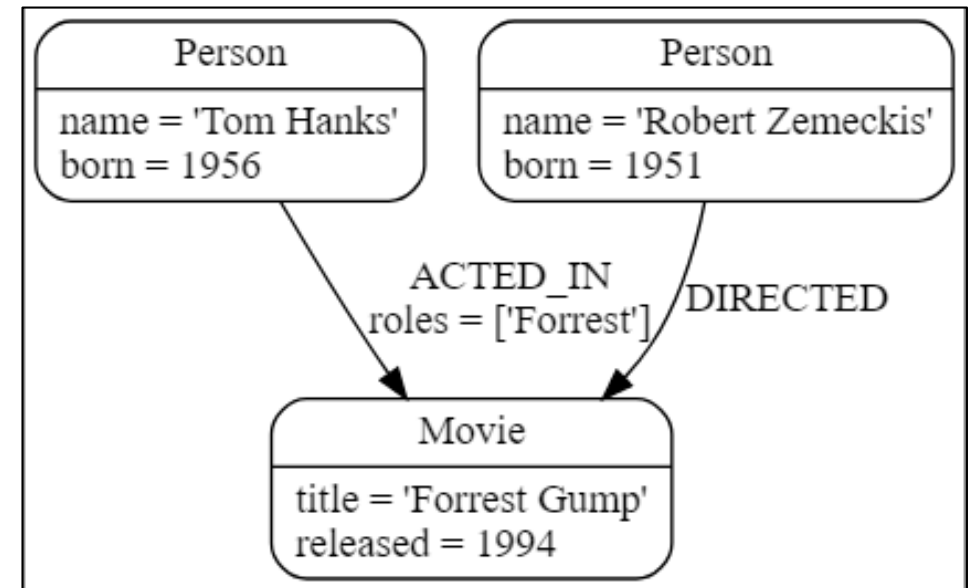 Person
name = 'Tom Hanks'
born = 1956
Person
name = 'Robert Zemeckis'
born = 1951
ACTED_IN
roles = ['Forrest']
DIRECTED
Movie
title = 'Forrest Gump'
released = 1994